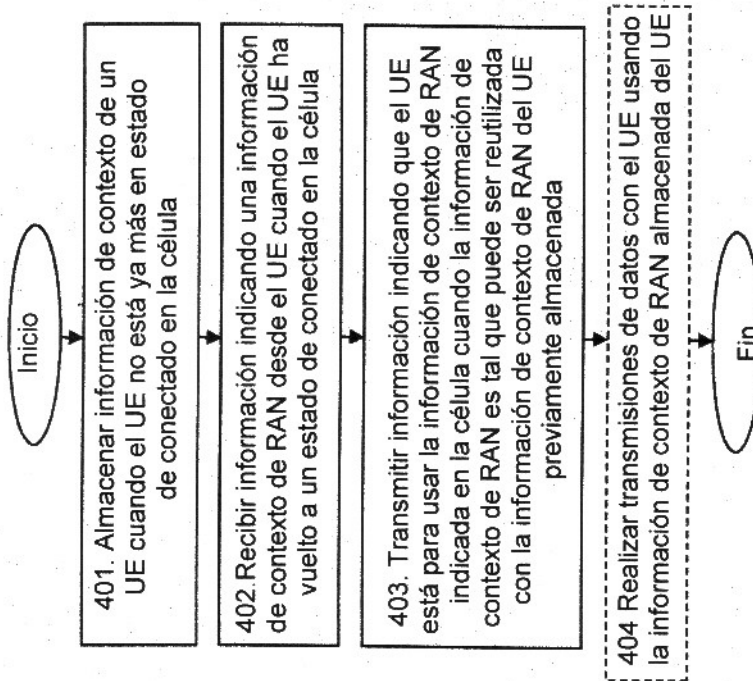 Inicio
401. Almacenar información de contexto de un
UE cuando el UE no está ya más en estado
de conectado en la célula
402.Recibir información indicando una información
de contexto de RAN desde el UE cuando el UE ha
vuelto a un estado de conectado en la célula
403. Transmitir información indicando que el UE
está para usar la información de contexto de RAN
indicada en la célula cuando la información de
contexto de RAN es tal que puede ser reutilizada
con la información de contexto de RAN del UE
previamente almacenada
404 Realizar transmisiones de datos con el UE usando
la información de contexto de RAN almacenada del UE
Fin